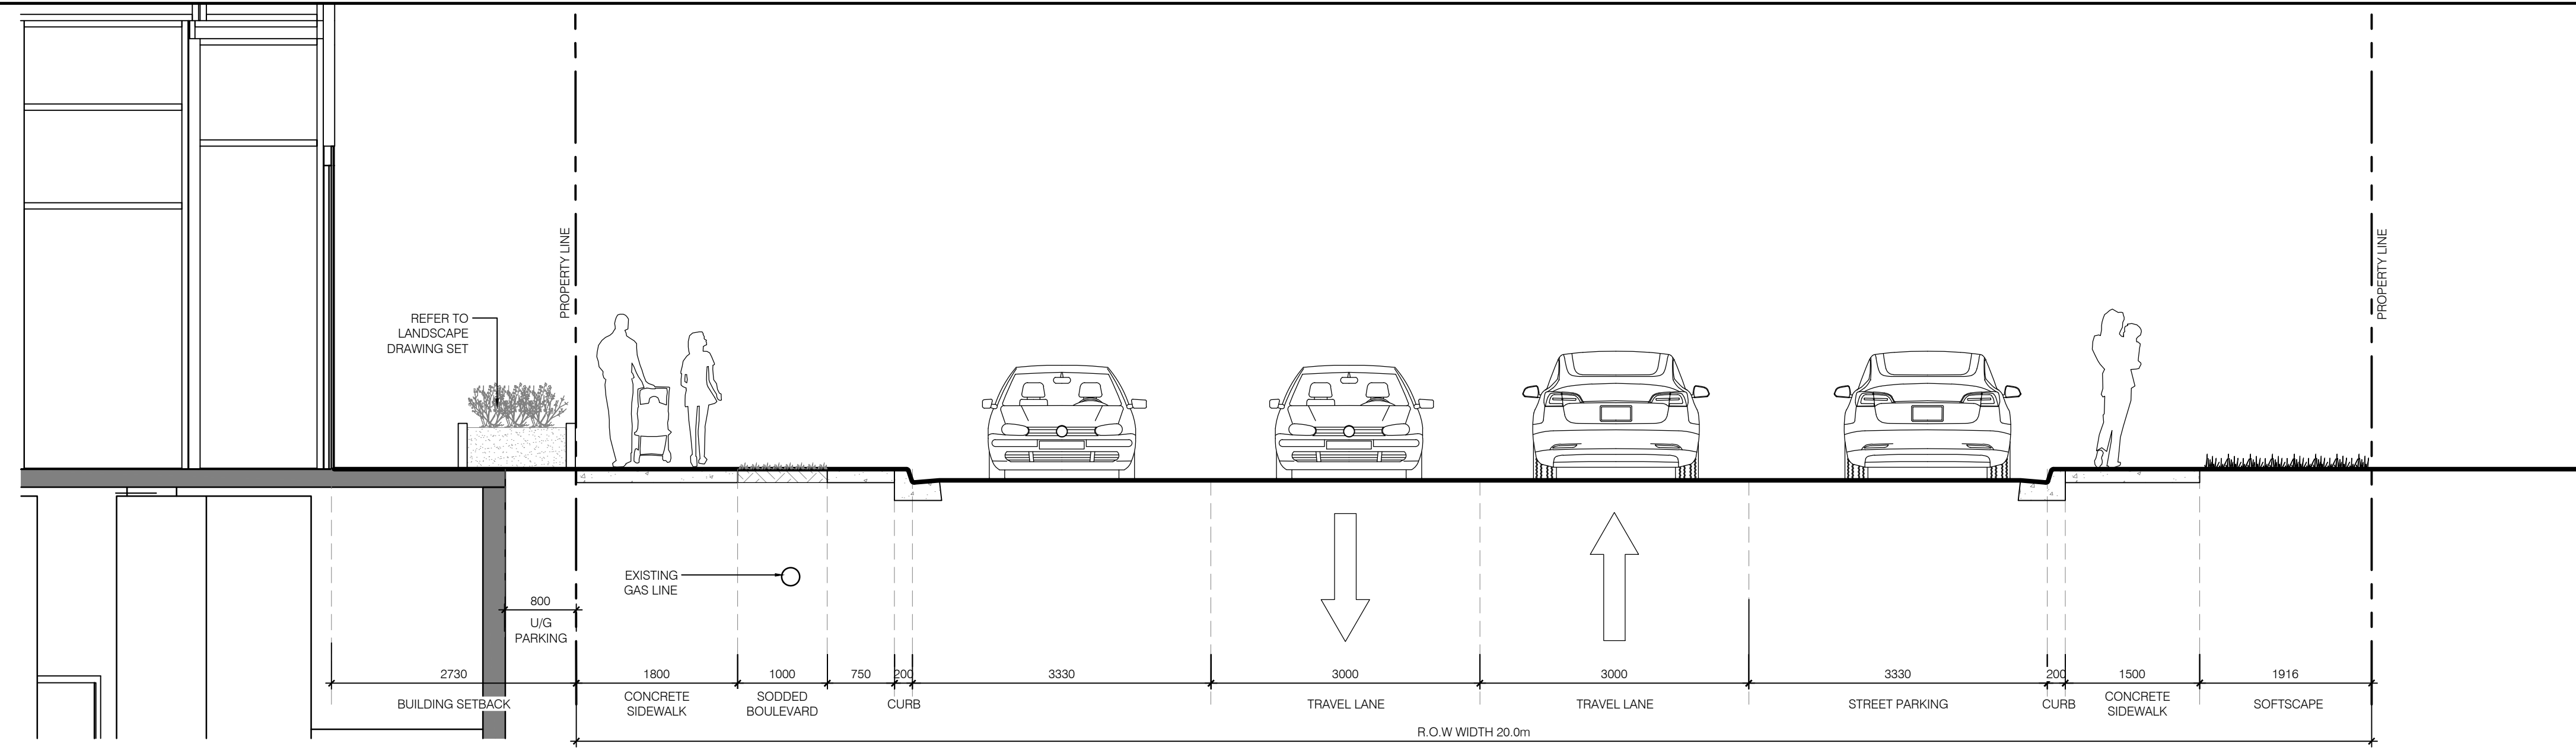 PROPERTY LINE
PROPERTY LINE
REFER TO
LANDSCAPE
DRAWING SET
EXISTING
GAS LINE
800
U/G
PARKING
2730
1800
1000
750
200
3330
3000
3000
3330
200
1500
1916
BUILDING SETBACK
CONCRETE
SIDEWALK
SODDED
BOULEVARD
CURB
TRAVEL LANE
TRAVEL LANE
STREET PARKING
CURB
CONCRETE
SIDEWALK
SOFTSCAPE
R.O.W WIDTH 20.0m